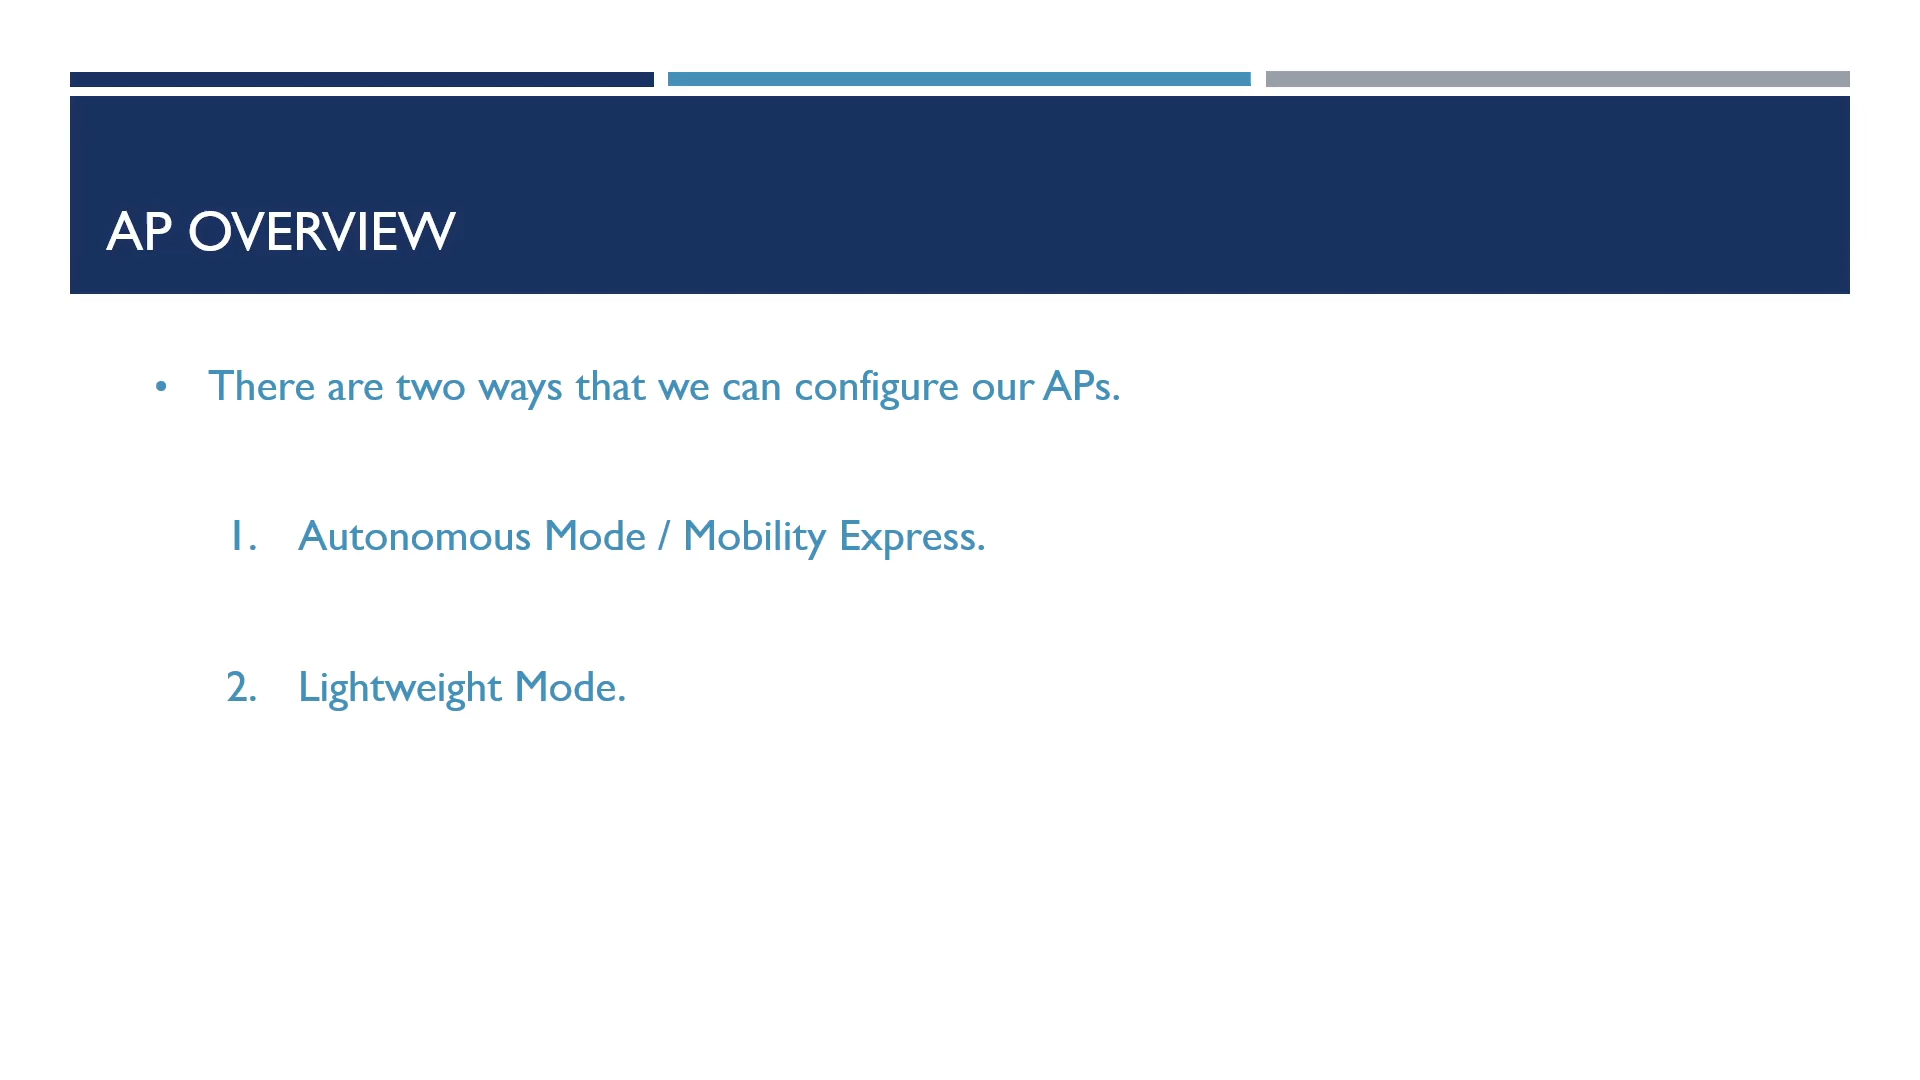 AP OVERVIEW
• There are two ways that we can configure our APs.
1. Autonomous Mode / Mobility Express.
2. Lightweight Mode.